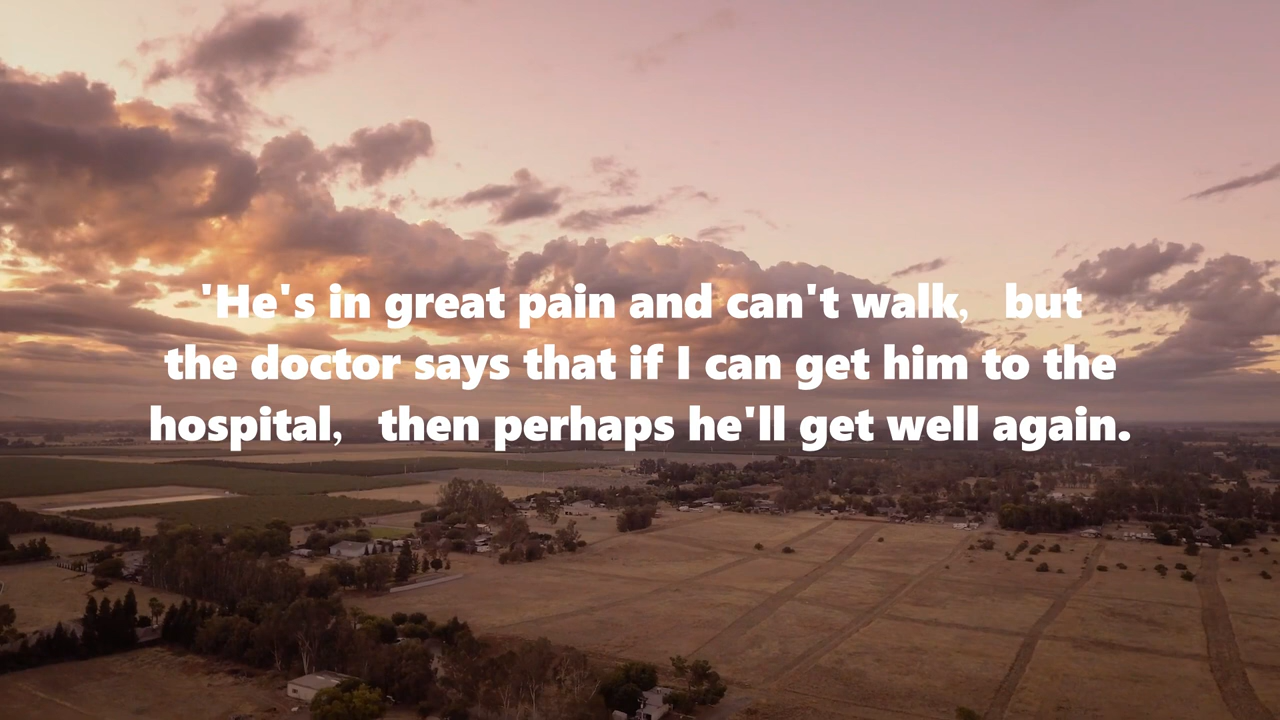 'He's in great pain and can't walk, but
the doctor says that if I can get him to the
hospital, then perhaps he'll get well again.